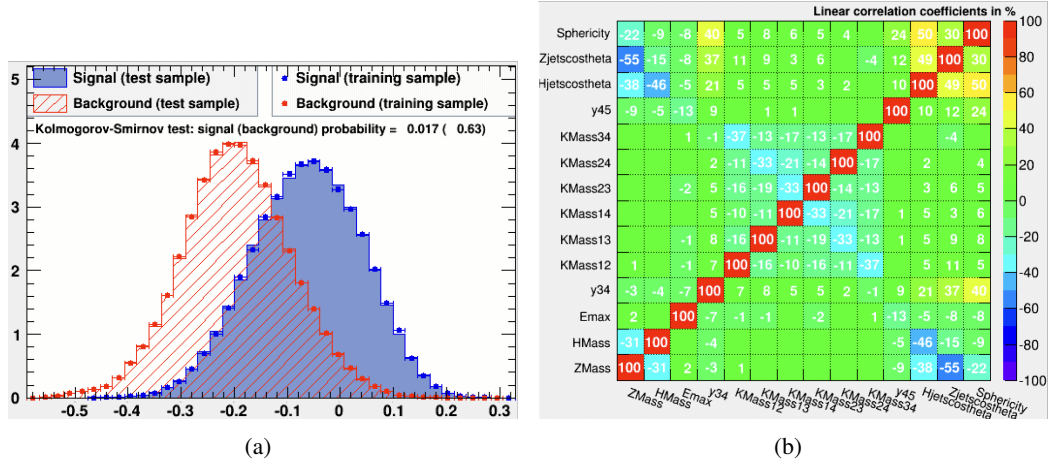 Signal (test sample)
Background (test sample)
Signal (training sample)
Background (training sample)
Kolmogorov-Smirnov test: signal (background) probability = 0.017 ( 0.63)
5
4
3
2
1
0
-0.5 -0.4 -0.3 -0.2 -0.1 0 0.1 0.2 0.3
(a)
Linear correlation coefficients in %
Sphericity -22 -9 -8 40 5 8 6 5 4 24 50 30 100
Zjetscostheta -55 -15 -8 37 11 9 3 6 -4 12 49 100 30
Hjetscostheta -38 -46 -5 21 5 5 5 3 2 10 100 49 50
y45 -9 -5 -13 9 1 1 100 10 12 24
KMass34 1 -1 -37 -13 -17 -13 -17 100 -4
KMass24 2 -11 -33 -21 -14 100 -17 2 4
KMass23 -2 5 -16 -19 -33 100 -14 -13 3 6 5
KMass14 5 -10 -11 100 -33 -21 -17 1 5 3 6
KMass13 -1 8 -16 100 -11 -19 -33 -13 1 5 9 8
KMass12 1 -1 7 100 -16 -10 -16 -11 -37 5 11 5
y34 -3 -4 -7 100 7 8 5 5 2 -1 9 21 37 40
Emax 2 100 -7 -1 -1 -2 1 -13 -5 -8 -8
HMass -31 100 -4 -5 -46 -15 -9
ZMass 100 -31 2 -3 1 -9 -38 -55 -22
ZMass HMass Emax y34 KMass12 KMass13 KMass14 KMass23 KMass24 KMass34 y45 Hjetscostheta Zjetscostheta Sphericity
100
80
60
40
20
0
-20
-40
-60
-80
-100
(b)